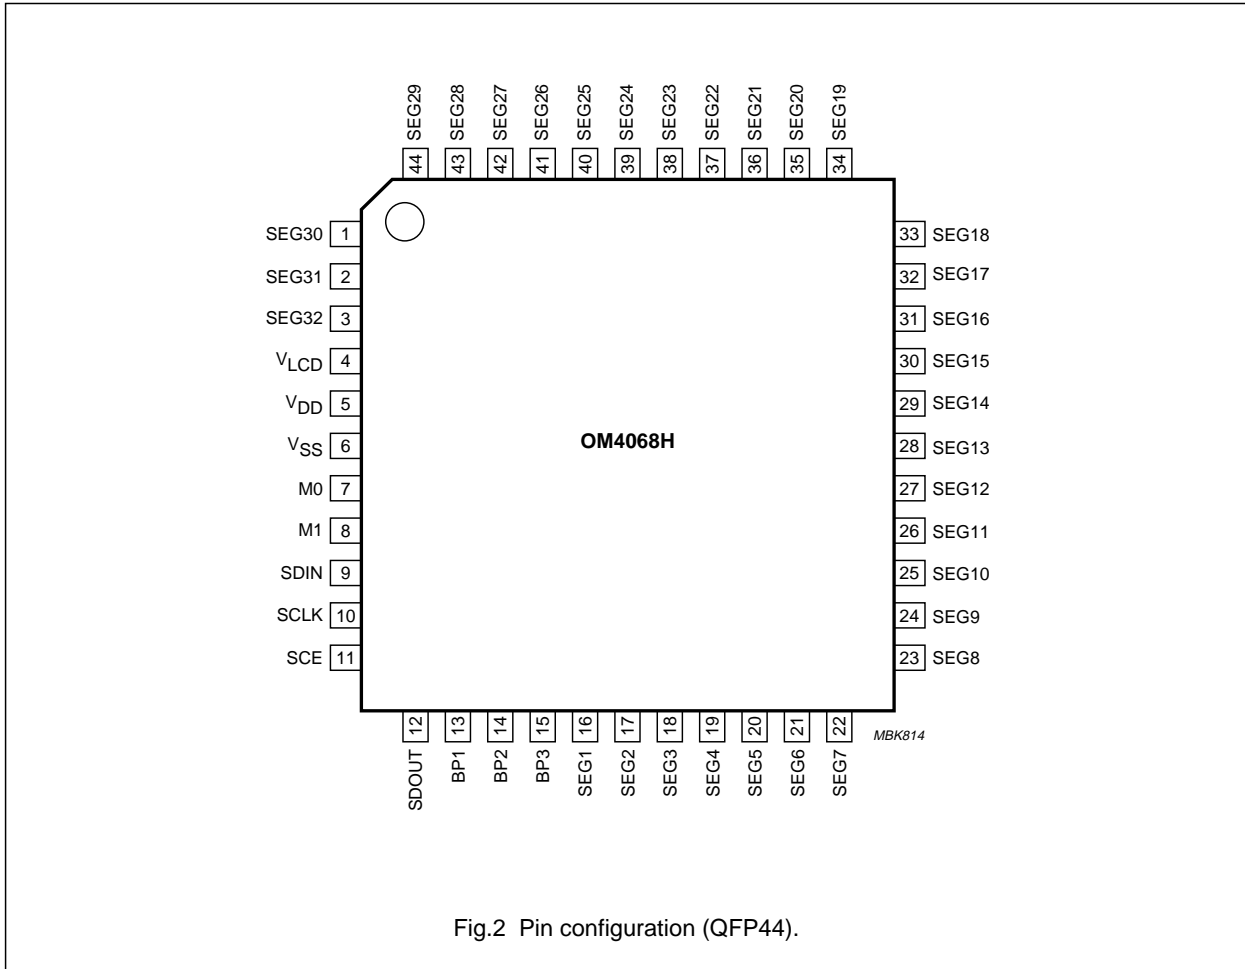 SEG29 SEG28 SEG27 SEG26 SEG25 SEG24 SEG23 SEG22 SEG21 SEG20 SEG19
44 43 42 41 40 39 38 37 36 35 34
SEG30 1 33 SEG18
SEG31 2 32 SEG17
SEG32 3 31 SEG16
VLCD 4 30 SEG15
VDD 5 29 SEG14
VSS 6 OM4068H 28 SEG13
M0 7 27 SEG12
M1 8 26 SEG11
SDIN 9 25 SEG10
SCLK 10 24 SEG9
SCE 11 23 SEG8
12 13 14 15 16 17 18 19 20 21 22
MBK814
SDOUT BP1 BP2 BP3 SEG1 SEG2 SEG3 SEG4 SEG5 SEG6 SEG7
Fig.2 Pin configuration (QFP44).